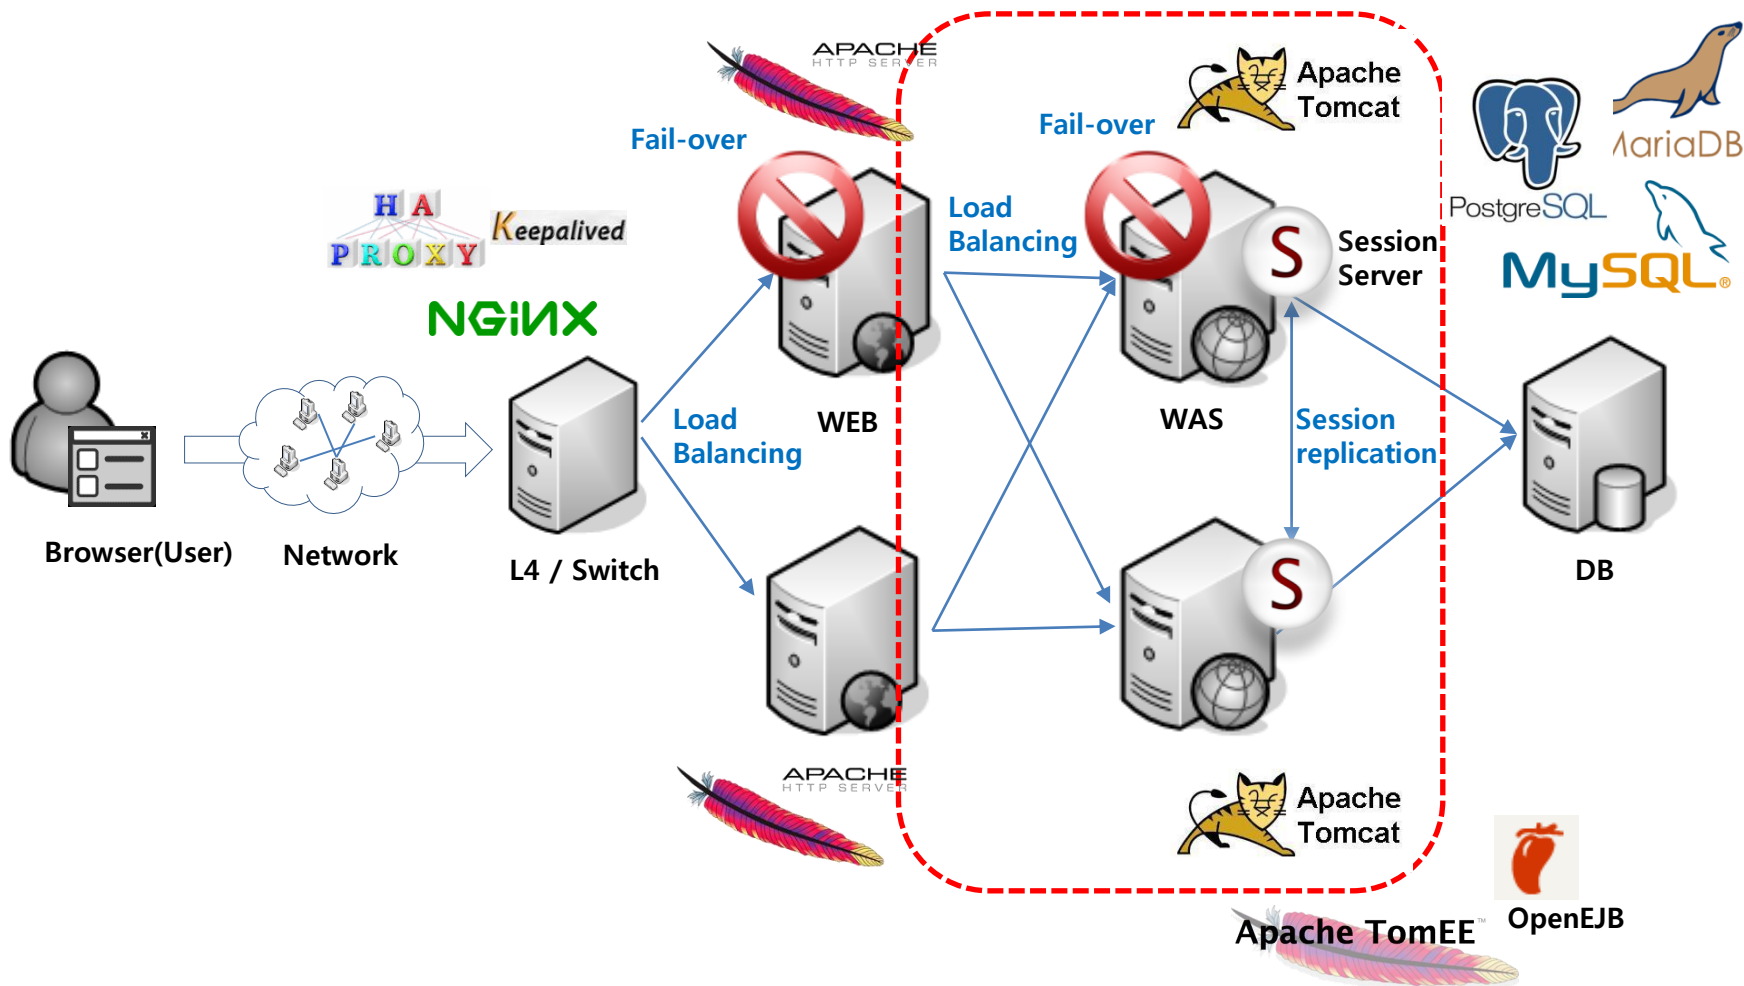 APACHE
HTTP SERVER
Apache
Tomcat
Fail-over
Fail-over
MariaDB
PostgreSQL
MySQL®
HA
PROXY
Keepalived
NGiNX
Load
Balancing
S
Session
Server
Load
Balancing
WEB
WAS
Session
replication
Browser(User)
Network
L4 / Switch
S
DB
APACHE
HTTP SERVER
Apache
Tomcat
OpenEJB
Apache TomEE™